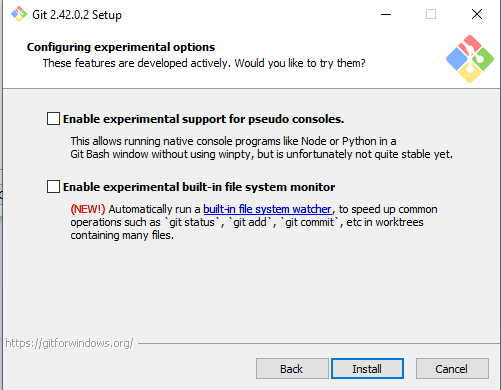 Git 2.42.0.2 Setup
Configuring experimental options
These features are developed actively. Would you like to try them?
Enable experimental support for pseudo consoles.
This allows running native console programs like Node or Python in a
Git Bash window without using winpty, but is unfortunately not quite stable yet.
Enable experimental built-in file system monitor
(NEW!) Automatically run a built-in file system watcher, to speed up common
operations such as `git status`, `git add`, `git commit`, etc in worktrees
containing many files.
https://gitforwindows.org/
Back Install Cancel